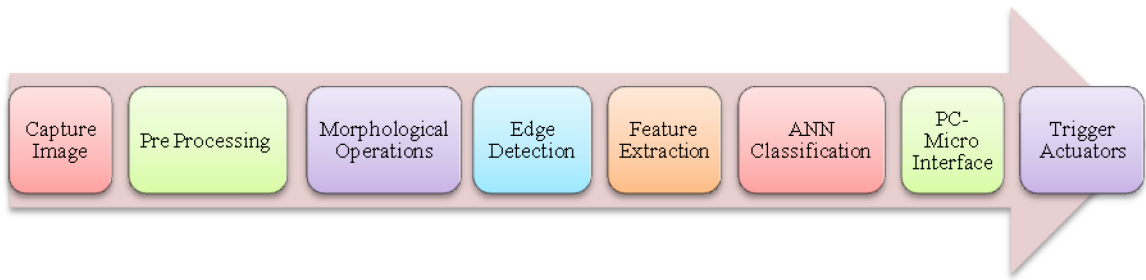 Capture
Image
Pre Processing
Morphological
Operations
Edge
Detection
Feature
Extraction
ANN
Classification
PC-
Micro
Interface
Trigger
Actuators